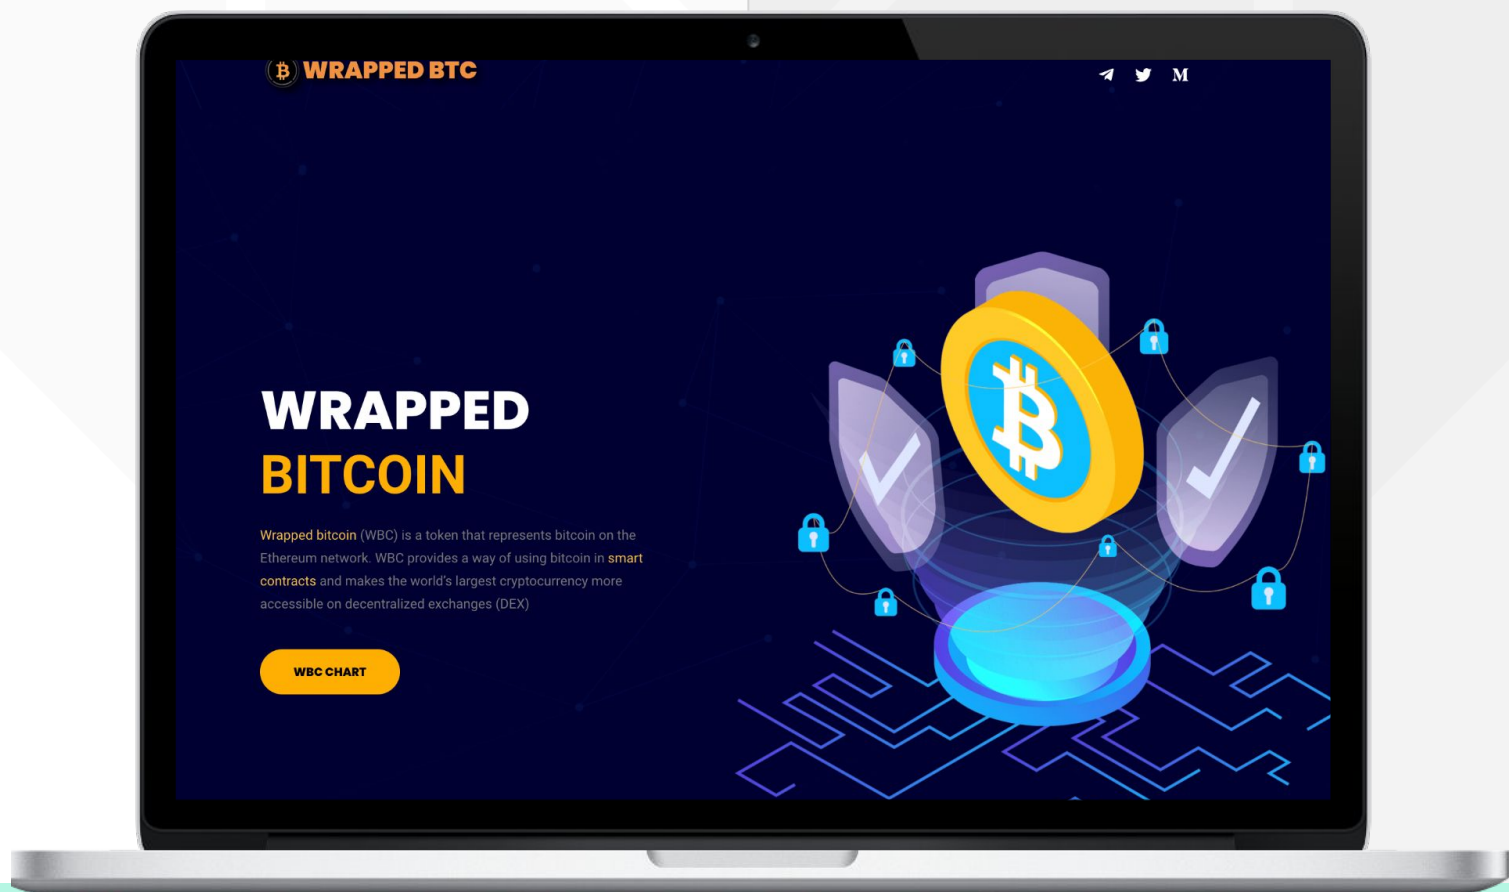 WRAPPED BTC
M
WRAPPED
BITCOIN
Wrapped bitcoin (WBC) is a token that represents bitcoin on the
Ethereum network. WBC provides a way of using bitcoin in smart
contracts and makes the world's largest cryptocurrency more
accessible on decentralized exchanges (DEX)
WBC CHART